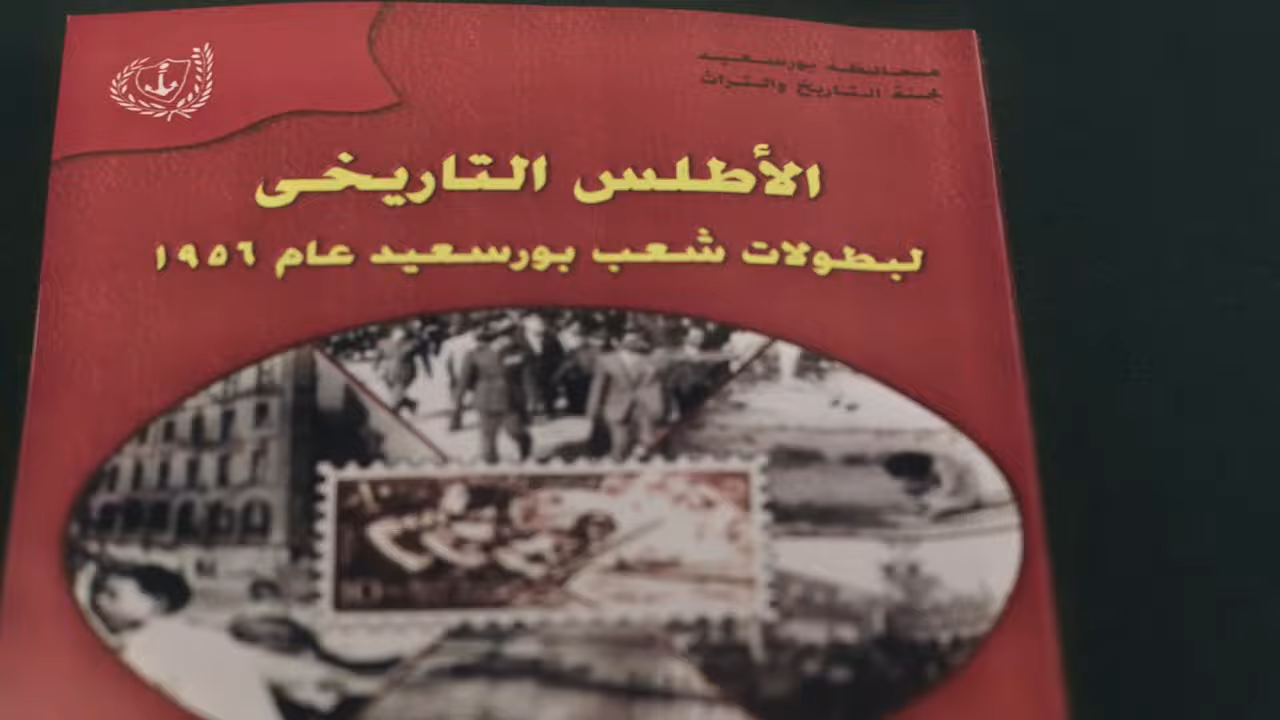 محافظة بورسعيد
لجنة التاريخ والتراث
الأطلس التاريخى
لبطولات شعب بورسعيد عام ١٩٥٦